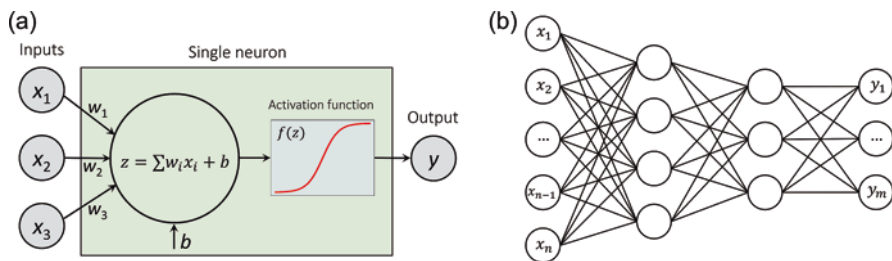 (a)
Inputs
Single neuron
x₁
x₂
x₃
w₁
w₂
w₃
z = ∑wᵢxᵢ + b
b
Activation function
f(z)
Output
y
(b)
x₁
x₂
...
xₙ₋₁
xₙ
y₁
...
yₘ